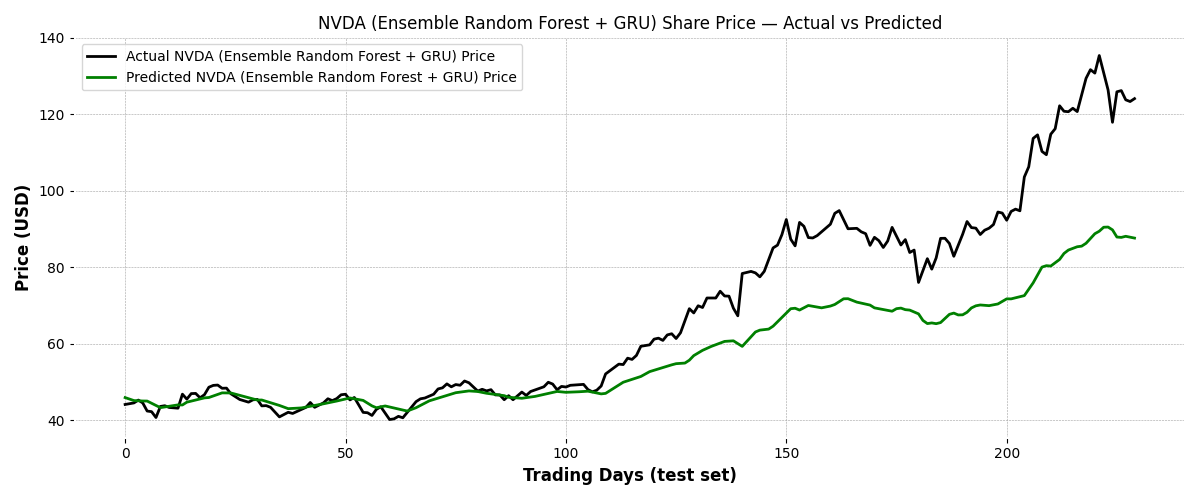 NVDA (Ensemble Random Forest + GRU) Share Price — Actual vs Predicted
Actual NVDA (Ensemble Random Forest + GRU) Price
Predicted NVDA (Ensemble Random Forest + GRU) Price
Price (USD)
140
120
100
80
60
40
0
50
100
150
200
Trading Days (test set)